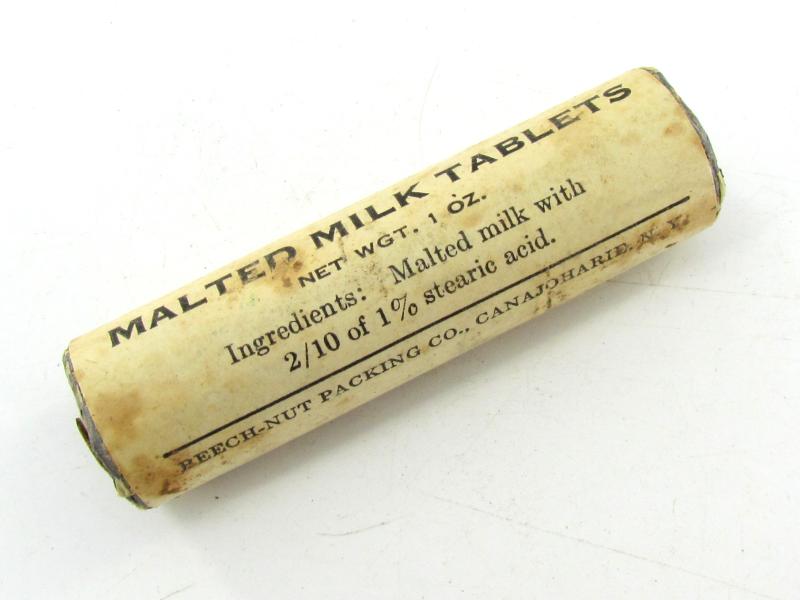 MALTED MILK TABLETS
NET WGT. 1 OZ.
Ingredients: Malted milk with
2/10 of 1% stearic acid.
BEECH-NUT PACKING CO., CANAJOHARIE, N. Y.